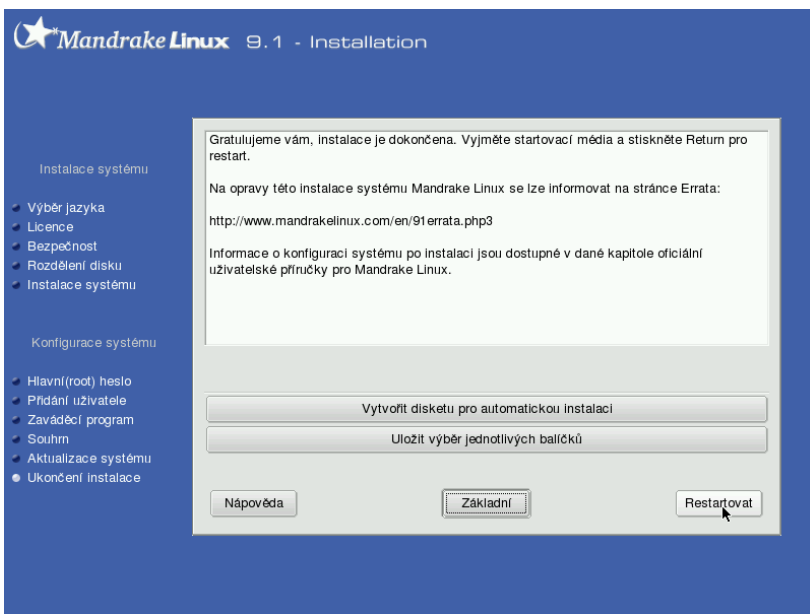 Mandrake Linux 9.1 - Installation
Instalace systému
Výběr jazyka
Licence
Bezpečnost
Rozdělení disku
Instalace systému
Konfigurace systému
Hlavní(root) heslo
Přidání uživatele
Zaváděcí program
Souhrn
Aktualizace systému
Ukončení instalace
Gratulujeme vám, instalace je dokončena. Vyjměte startovací média a stiskněte Return pro
restart.
Na opravy této instalace systému Mandrake Linux se lze informovat na stránce Errata:
http://www.mandrakelinux.com/en/91errata.php3
Informace o konfiguraci systému po instalaci jsou dostupné v dané kapitole oficiální
uživatelské příručky pro Mandrake Linux.
Vytvořit disketu pro automatickou instalaci
Uložit výběr jednotlivých balíčků
Nápověda
Základní
Restartovat